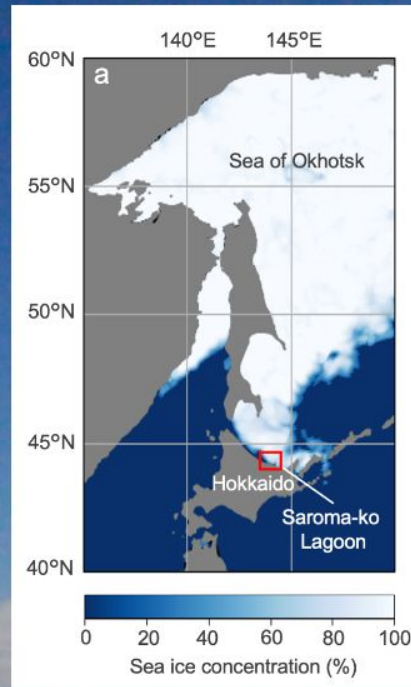 140°E 145°E
60°N
a
Sea of Okhotsk
55°N
50°N
45°N
Hokkaido
Saroma-ko
Lagoon
40°N
0 20 40 60 80 100
Sea ice concentration (%)